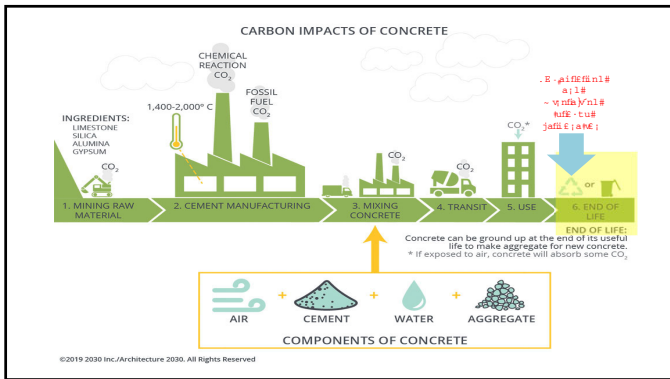 CARBON IMPACTS OF CONCRETE
CHEMICAL
REACTION
CO₂
FOSSIL
FUEL
CO₂
1,400-2,000° C
INGREDIENTS:
LIMESTONE
SILICA
ALUMINA
GYPSUM
CO₂
CO₂
CO₂
CO₂*
or
1. MINING RAW
MATERIAL
2. CEMENT MANUFACTURING
3. MIXING
CONCRETE
4. TRANSIT
5. USE
6. END OF
LIFE
END OF LIFE:
Concrete can be ground up at the end of its useful
life to make aggregate for new concrete.
* If exposed to air, concrete will absorb some CO₂
+
+
+
AIR
CEMENT
WATER
AGGREGATE
COMPONENTS OF CONCRETE
©2019 2030 Inc./Architecture 2030. All Rights Reserved